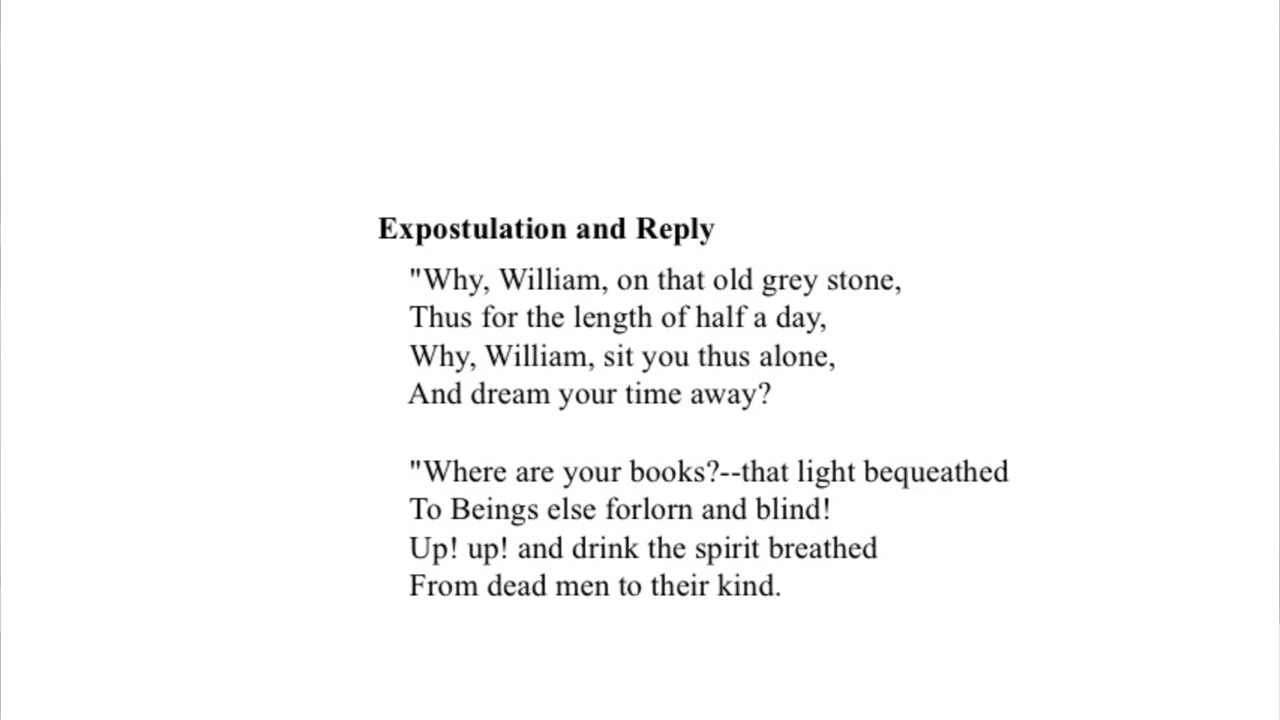 Expostulation and Reply
"Why, William, on that old grey stone,
Thus for the length of half a day,
Why, William, sit you thus alone,
And dream your time away?
"Where are your books?--that light bequeathed
To Beings else forlorn and blind!
Up! up! and drink the spirit breathed
From dead men to their kind.